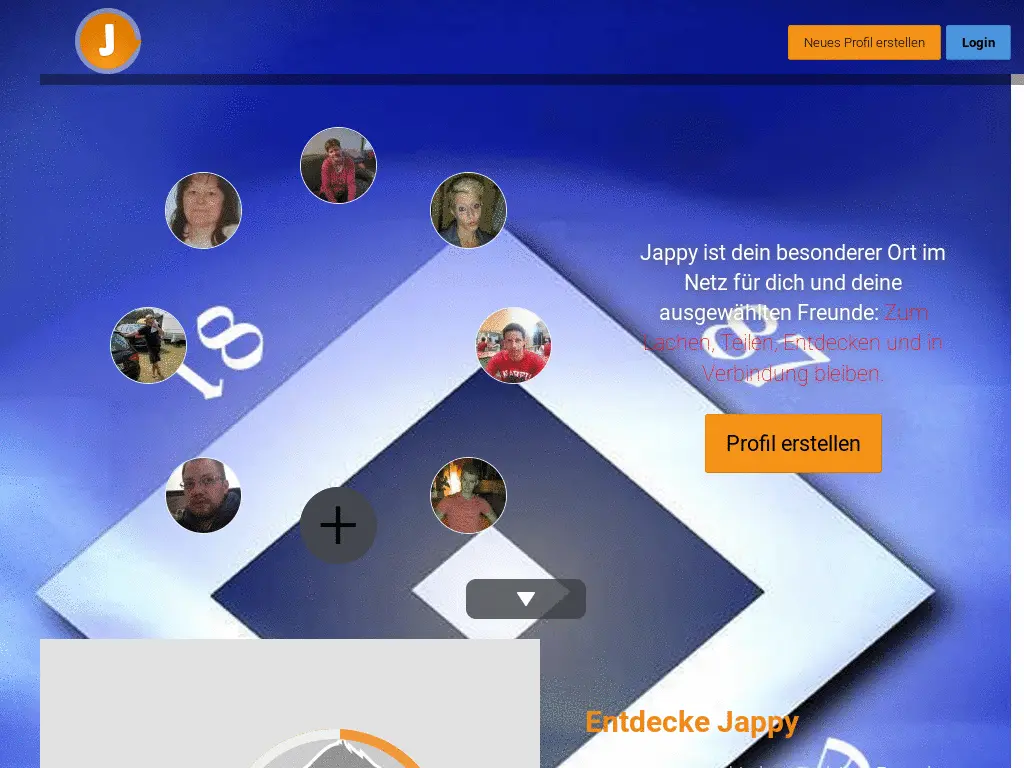 J
Neues Profil erstellen
Login
Jappy ist dein besonderer Ort im
Netz für dich und deine
ausgewählten Freunde: Zum
Lachen, Teilen, Entdecken und in
Verbindung bleiben.
18
28
Profil erstellen
Entdecke Jappy